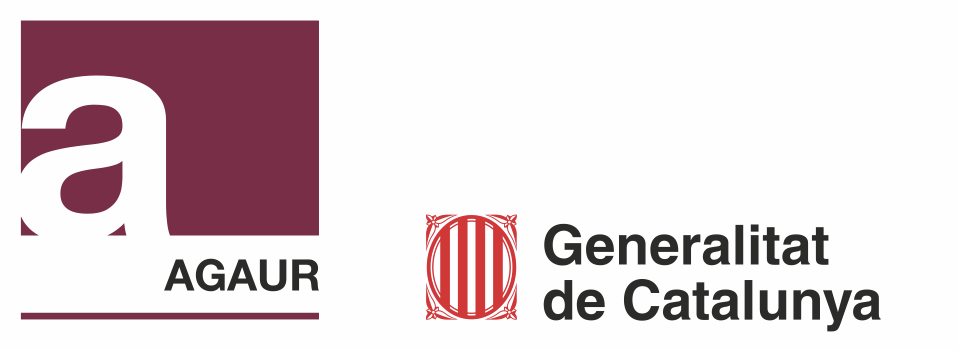 a
AGAUR
Generalitat
de Catalunya